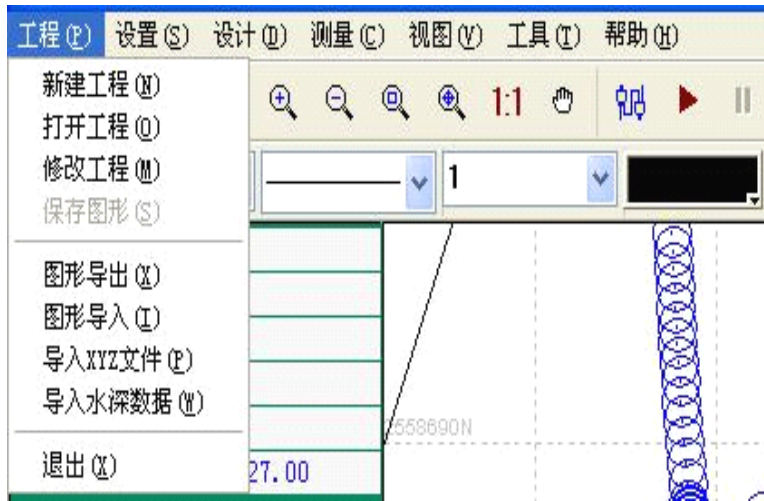 工程(P) 设置(S) 设计(D) 测量(C) 视图(V) 工具(T) 帮助(H)
新建工程(N)
打开工程(O)
修改工程(M)
保存图形(S)
图形导出(X)
图形导入(I)
导入XYZ文件(P)
导入水深数据(W)
退出(X)
1:1
1
558690N
27.00